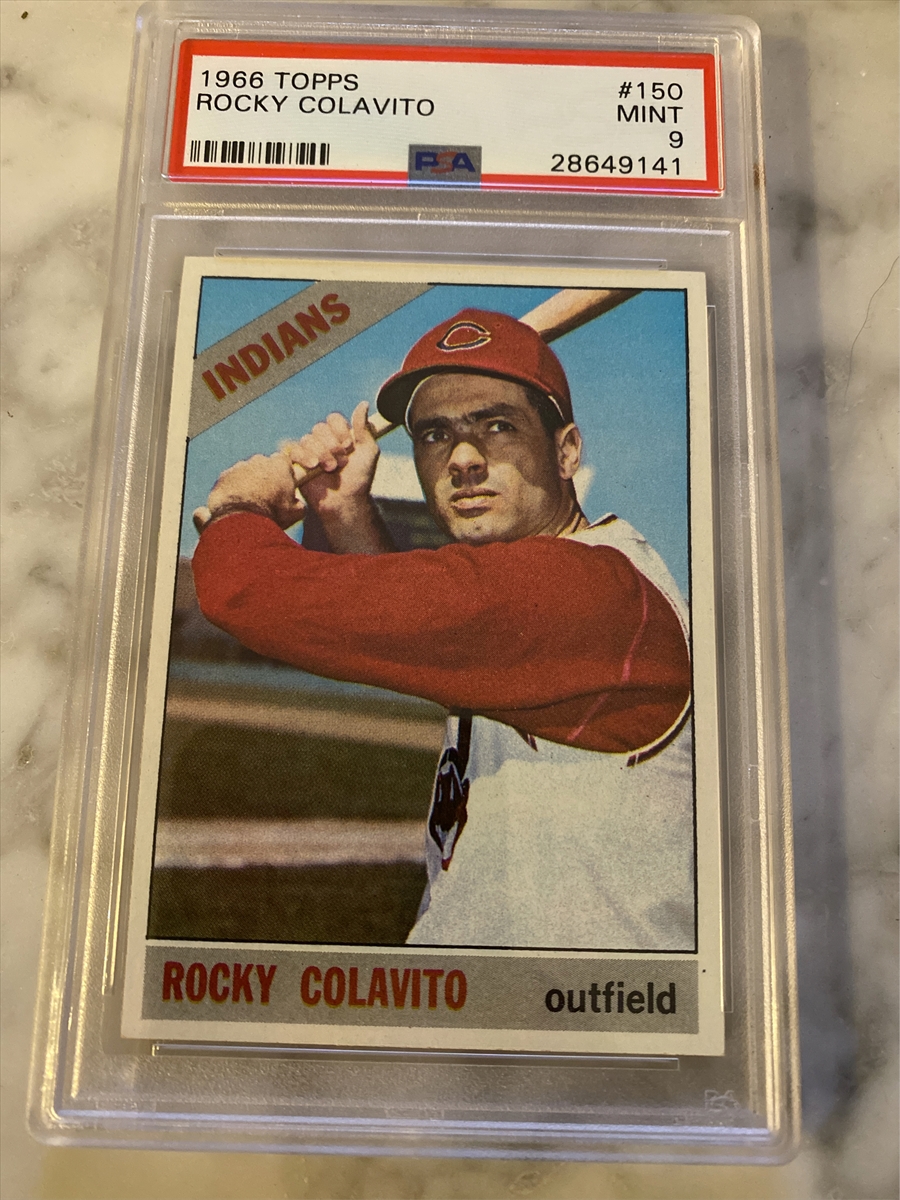 1966 TOPPS
ROCKY COLAVITO
#150
MINT
9
28649141
PSA
INDIANS
C
ROCKY COLAVITO
outfield